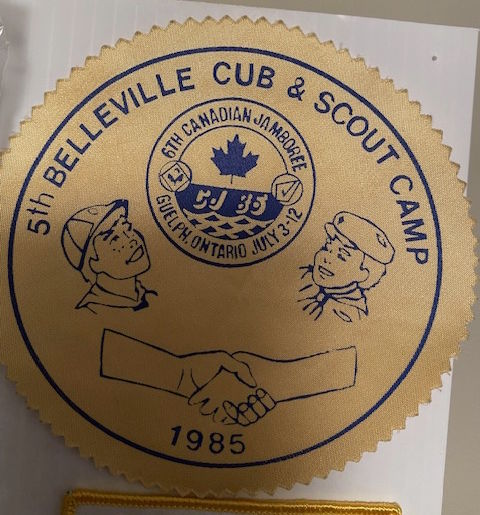 5th BELLEVILLE CUB & SCOUT CAMP
6TH CANADIAN JAMBOREE
CJ 85
GUELPH, ONTARIO JULY 3-12
1985